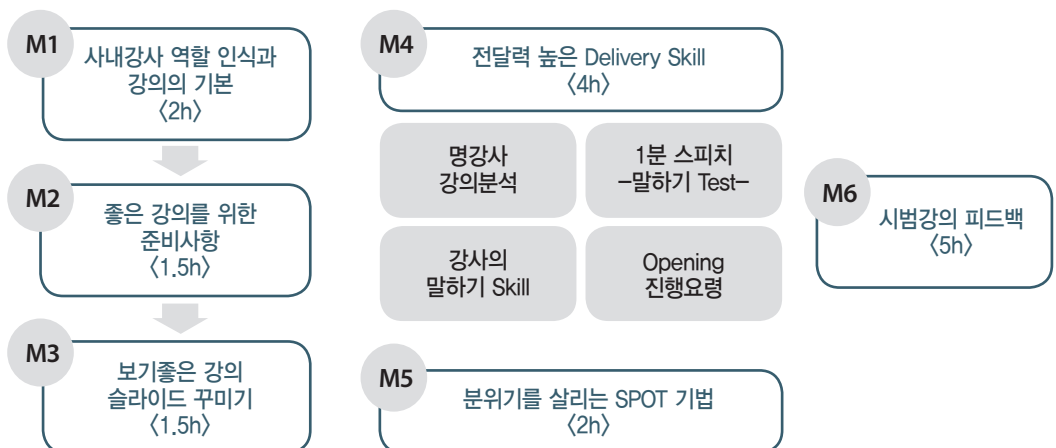 M1
사내강사 역할 인식과
강의의 기본
〈2h〉
M2
좋은 강의를 위한
준비사항
〈1.5h〉
M3
보기좋은 강의
슬라이드 꾸미기
〈1.5h〉
M4
전달력 높은 Delivery Skill
〈4h〉
명강사
강의분석
1분 스피치
-말하기 Test-
강사의
말하기 Skill
Opening
진행요령
M5
분위기를 살리는 SPOT 기법
〈2h〉
M6
시범강의 피드백
〈5h〉